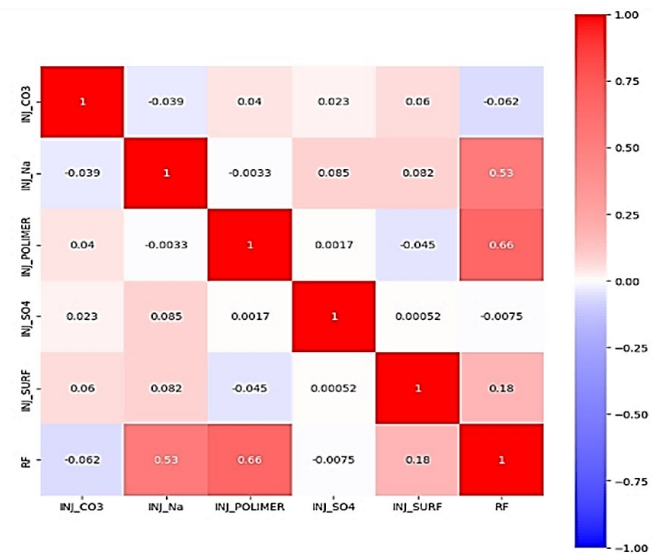 1.00
INJ_CO3 1 -0.039 0.04 0.023 0.06 -0.062
0.75
INJ_Na -0.039 1 -0.0033 0.085 0.082 0.53
0.50
0.25
INJ_POLIMER 0.04 -0.0033 1 0.0017 -0.045 0.66
0.00
INJ_SO4 0.023 0.085 0.0017 1 0.00052 -0.0075
-0.25
INJ_SURF 0.06 0.082 -0.045 0.00052 1 0.18
-0.50
RF -0.062 0.53 0.66 -0.0075 0.18 1
-0.75
INJ_CO3 INJ_Na INJ_POLIMER INJ_SO4 INJ_SURF RF
-1.00